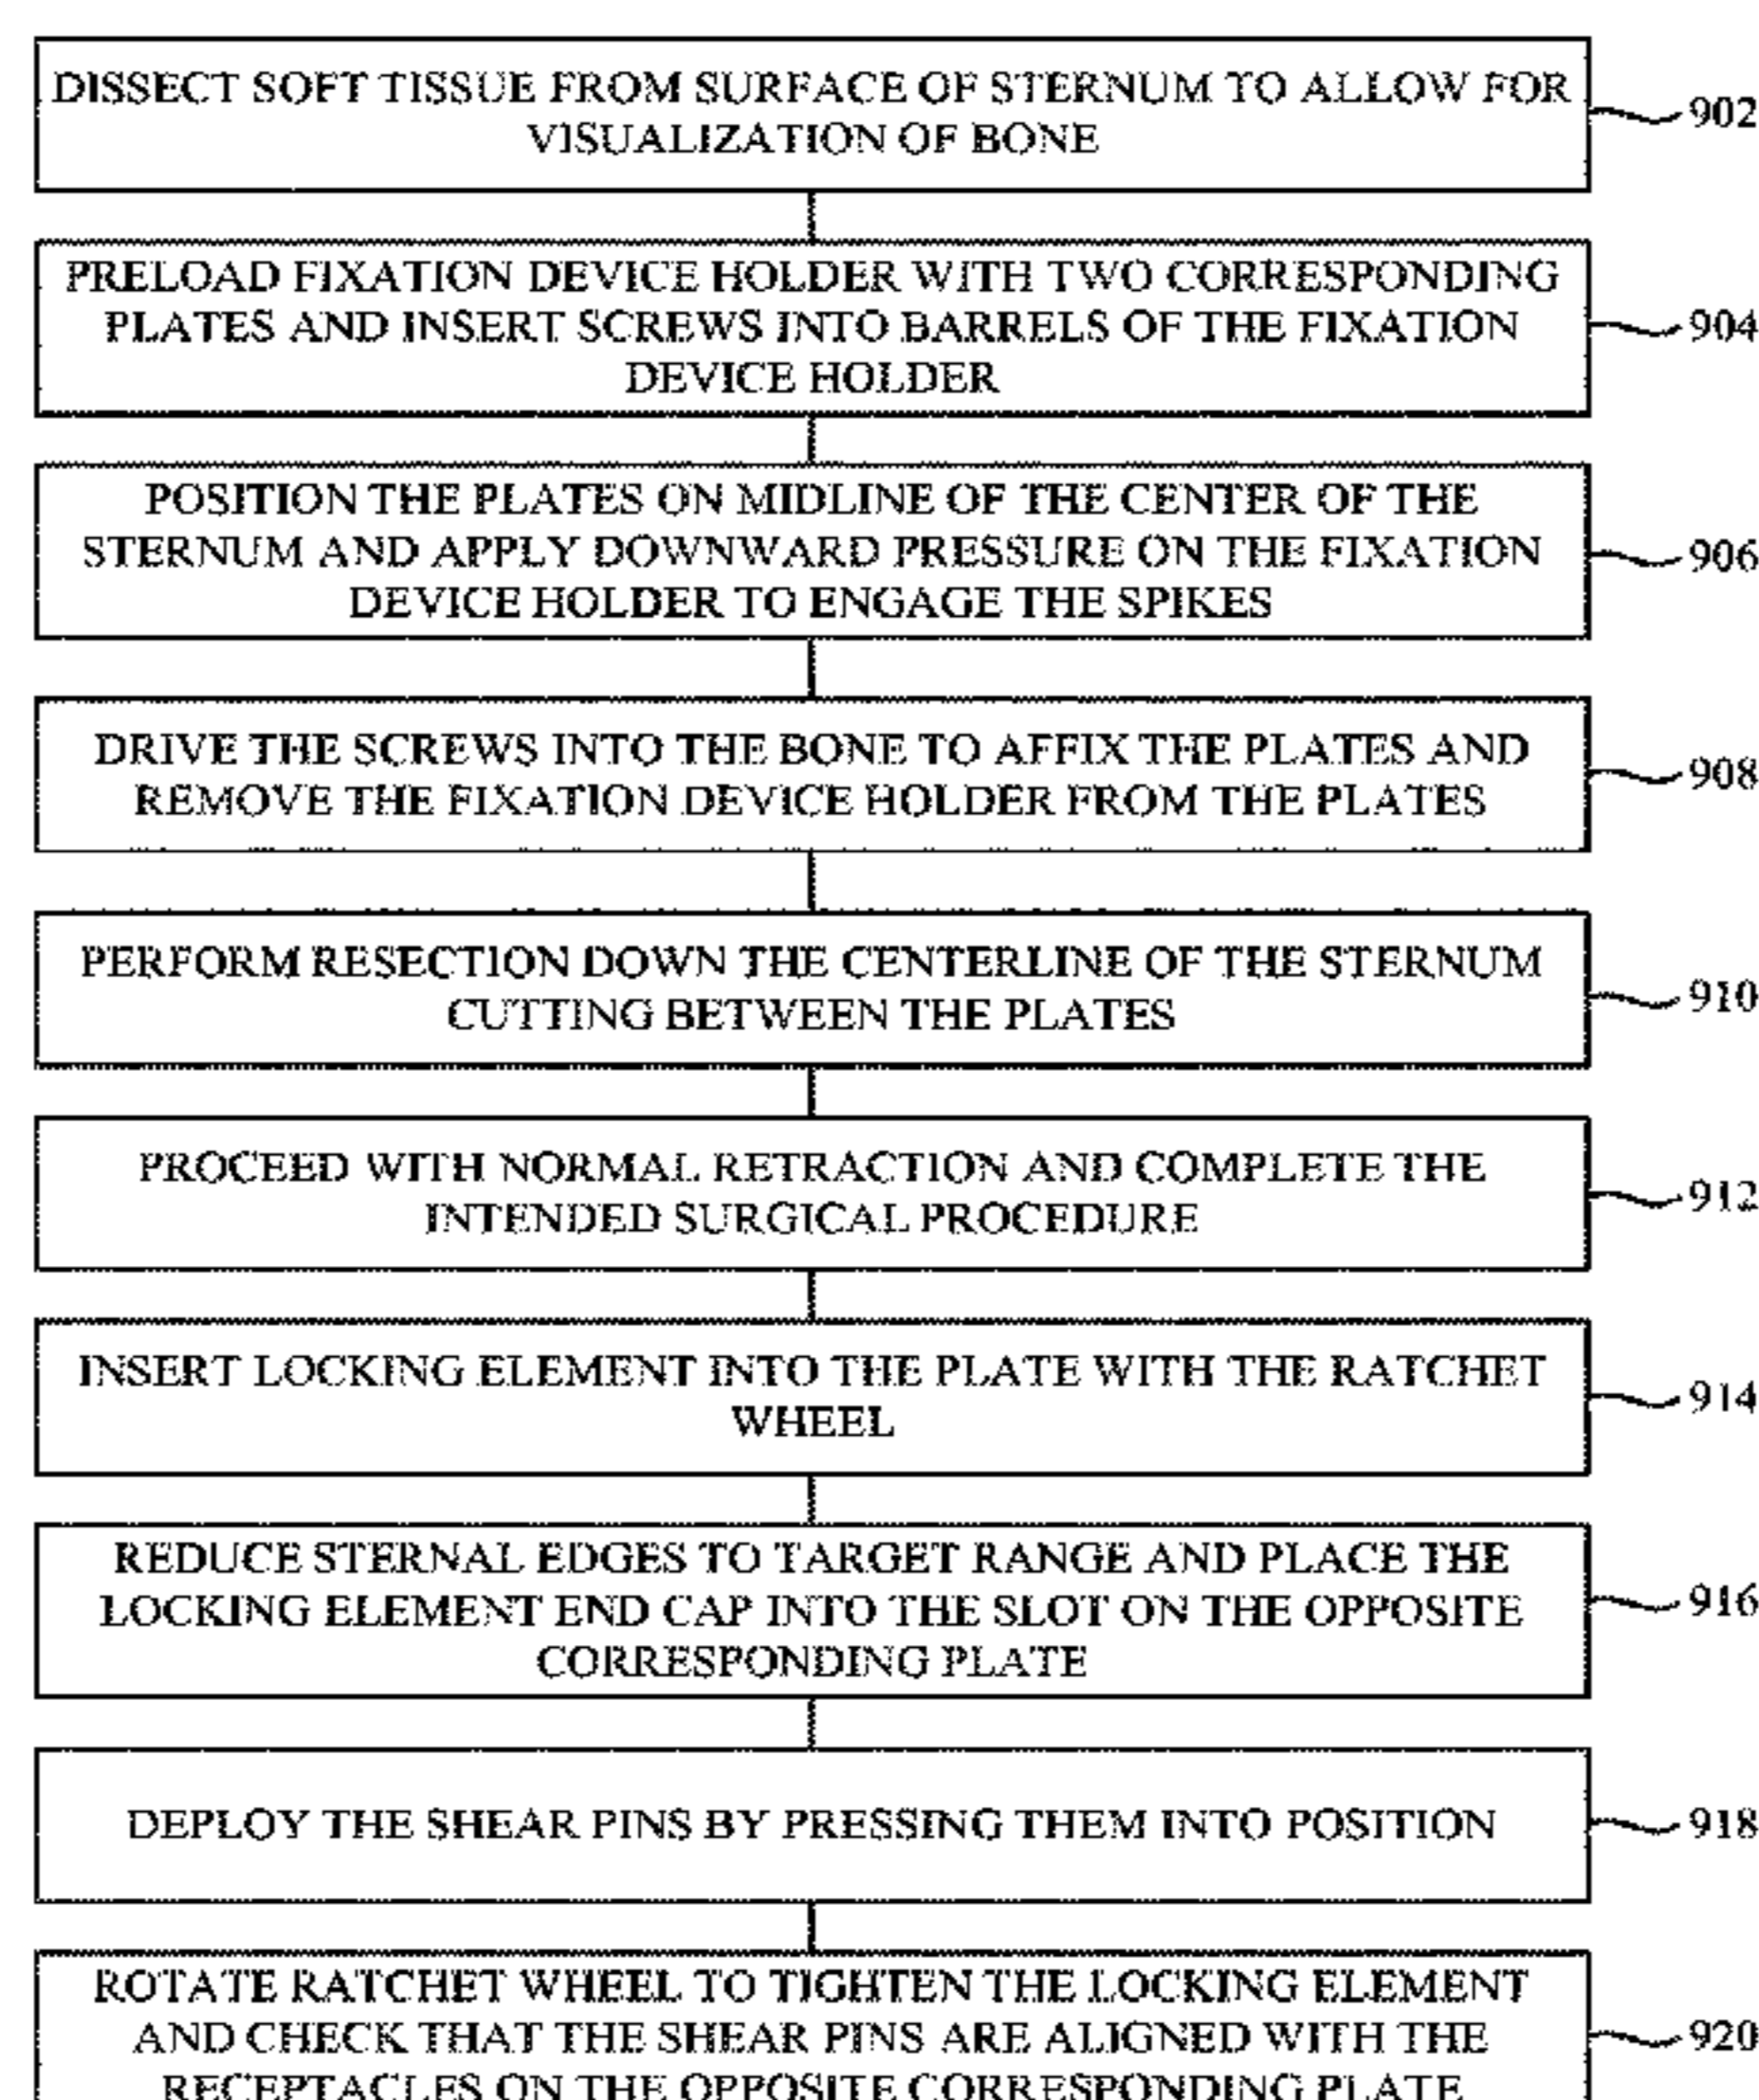 DISSECT SOFT TISSUE FROM SURFACE OF STERNUM TO ALLOW FOR
VISUALIZATION OF BONE
902
PRELOAD FIXATION DEVICE HOLDER WITH TWO CORRESPONDING
PLATES AND INSERT SCREWS INTO BARRELS OF THE FIXATION
DEVICE HOLDER
904
POSITION THE PLATES ON MIDLINE OF THE CENTER OF THE
STERNUM AND APPLY DOWNWARD PRESSURE ON THE FIXATION
DEVICE HOLDER TO ENGAGE THE SPIKES
906
DRIVE THE SCREWS INTO THE BONE TO AFFIX THE PLATES AND
REMOVE THE FIXATION DEVICE HOLDER FROM THE PLATES
908
PERFORM RESECTION DOWN THE CENTERLINE OF THE STERNUM
CUTTING BETWEEN THE PLATES
910
PROCEED WITH NORMAL RETRACTION AND COMPLETE THE
INTENDED SURGICAL PROCEDURE
912
INSERT LOCKING ELEMENT INTO THE PLATE WITH THE RATCHET
WHEEL
914
REDUCE STERNAL EDGES TO TARGET RANGE AND PLACE THE
LOCKING ELEMENT END CAP INTO THE SLOT ON THE OPPOSITE
CORRESPONDING PLATE
916
DEPLOY THE SHEAR PINS BY PRESSING THEM INTO POSITION
918
ROTATE RATCHET WHEEL TO TIGHTEN THE LOCKING ELEMENT
AND CHECK THAT THE SHEAR PINS ARE ALIGNED WITH THE
RECEPTACLES ON THE OPPOSITE CORRESPONDING PLATE
920